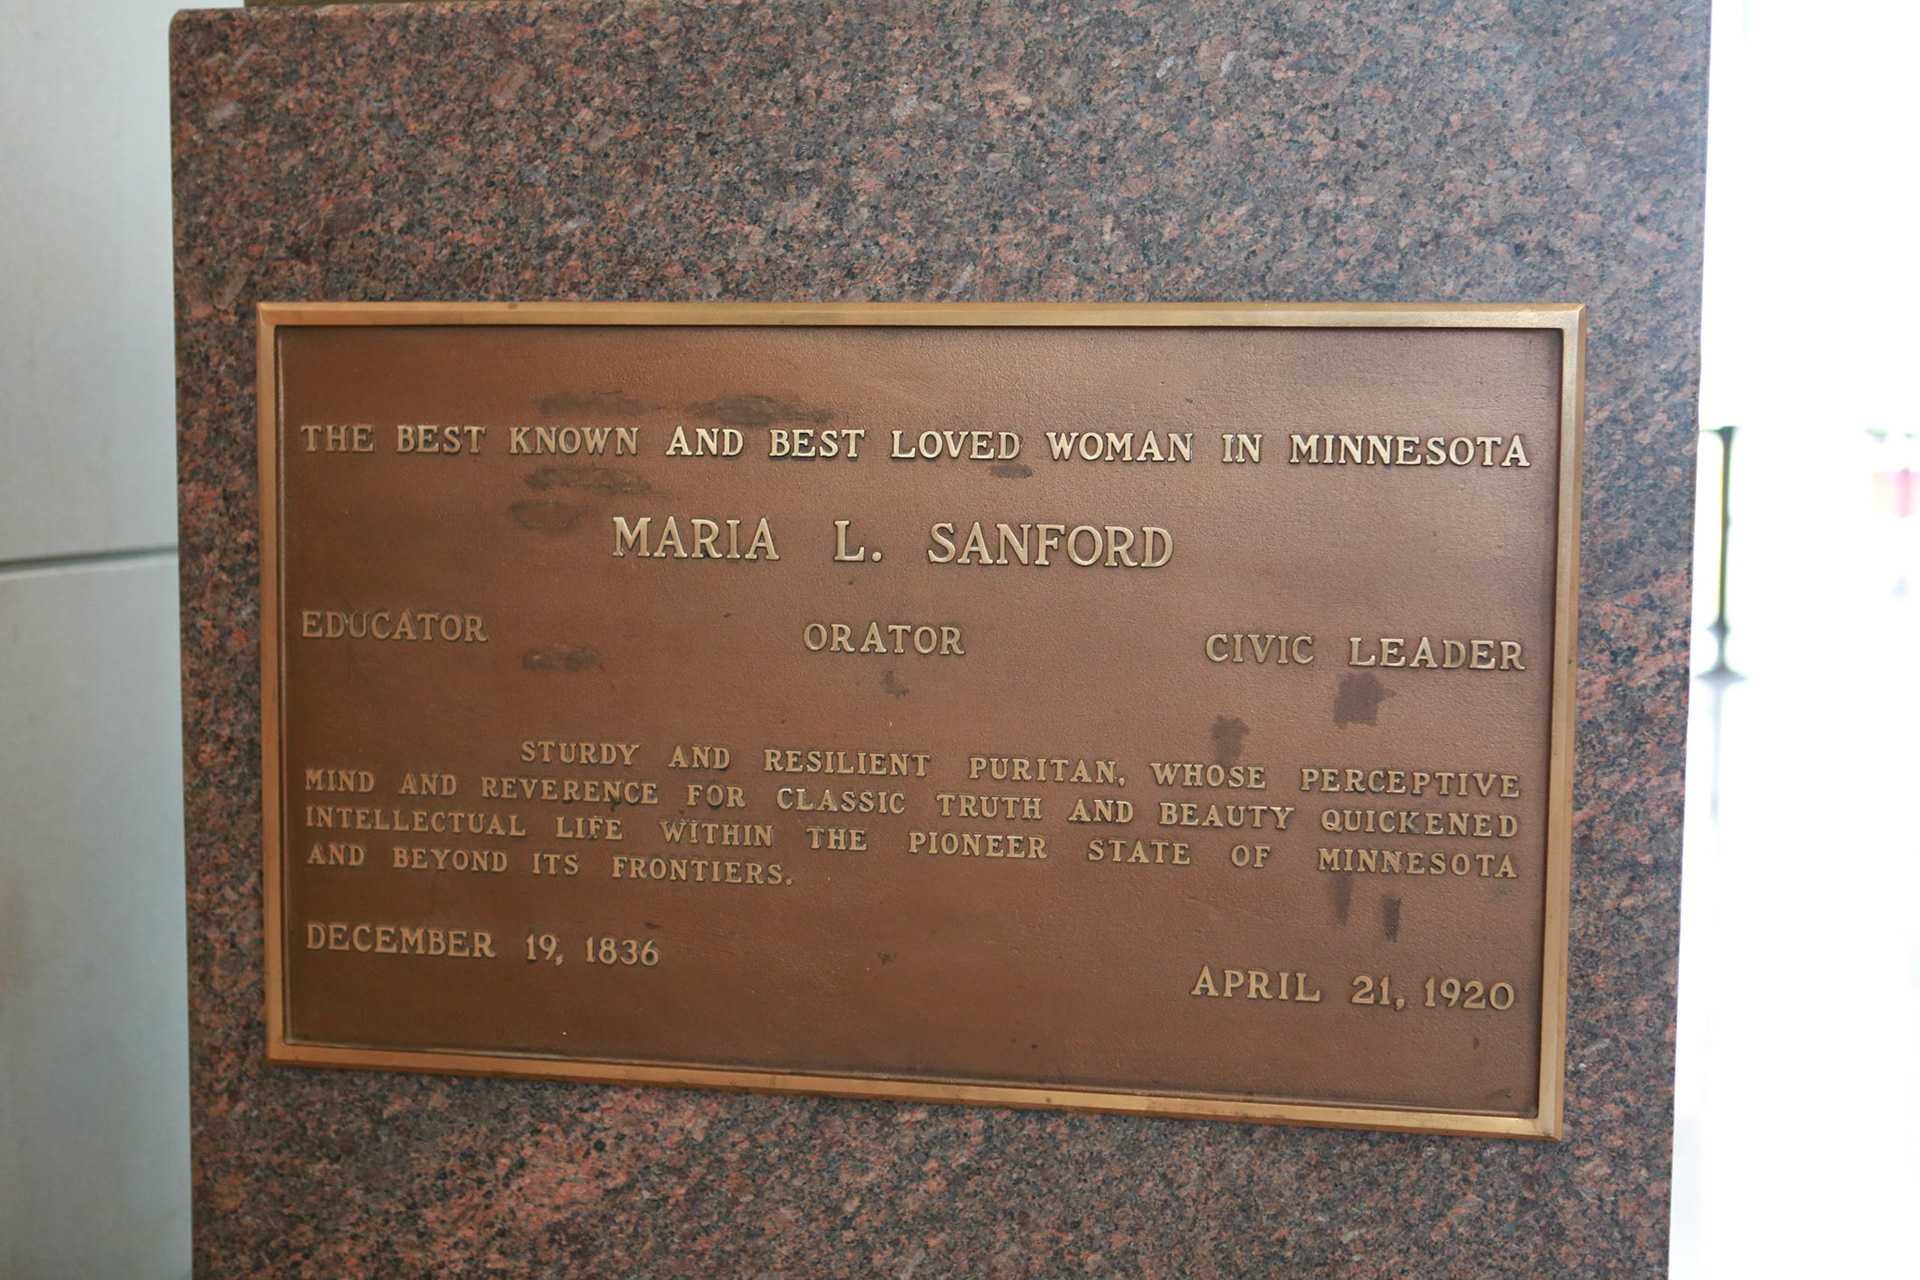 THE BEST KNOWN AND BEST LOVED WOMAN IN MINNESOTA
MARIA L. SANFORD
EDUCATOR ORATOR CIVIC LEADER
STURDY AND RESILIENT PURITAN, WHOSE PERCEPTIVE
MIND AND REVERENCE FOR CLASSIC TRUTH AND BEAUTY QUICKENED
INTELLECTUAL LIFE WITHIN THE PIONEER STATE OF MINNESOTA
AND BEYOND ITS FRONTIERS.
DECEMBER 19, 1836
APRIL 21, 1920